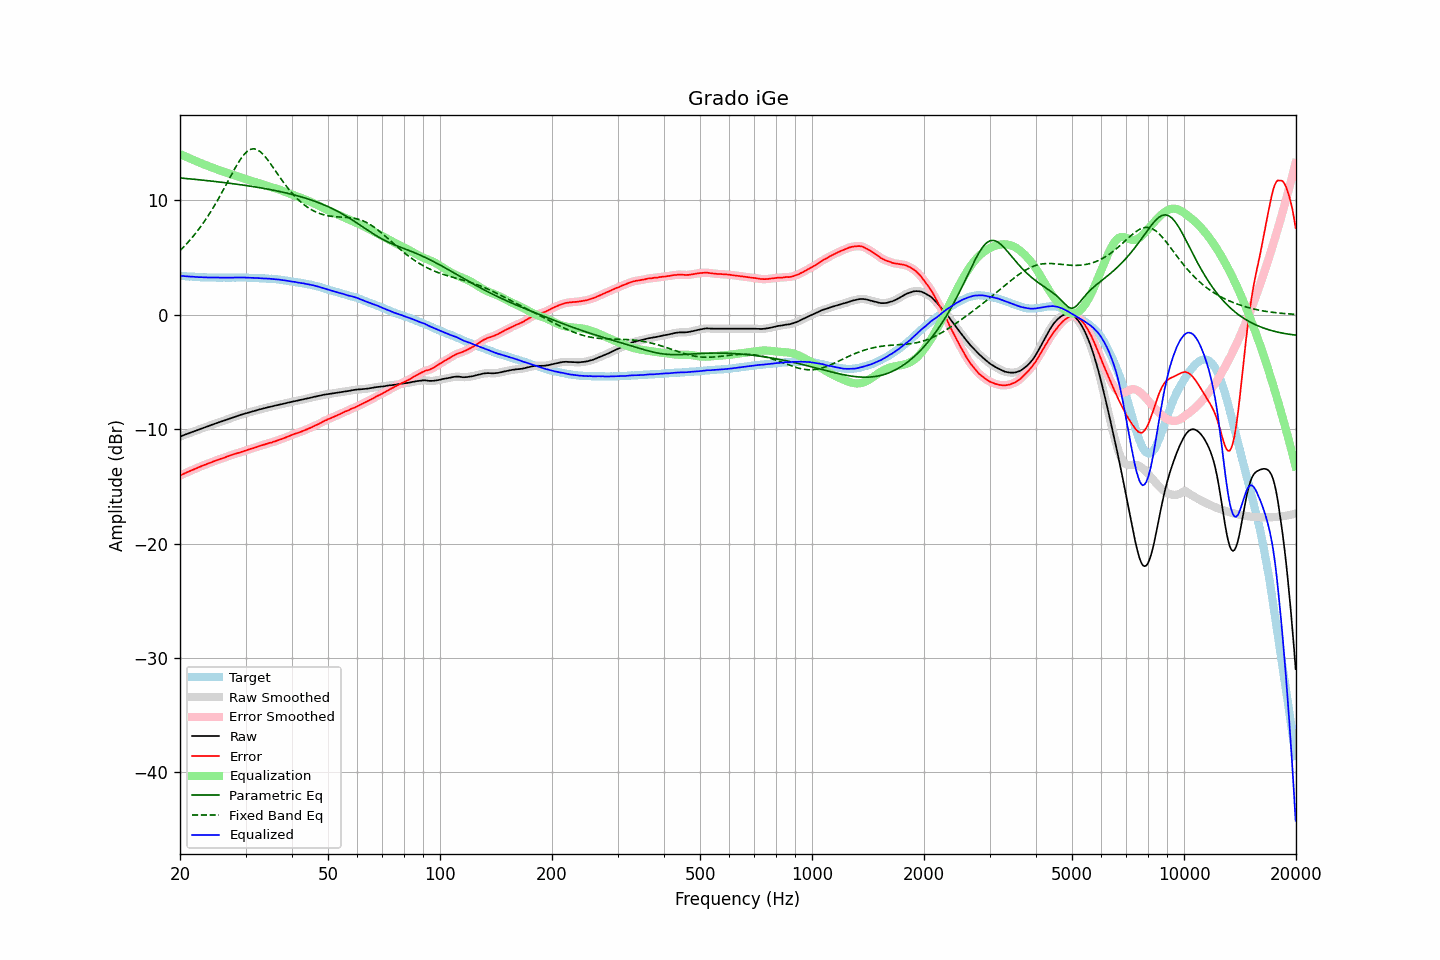 Grado iGe
Amplitude (dBr)
10
0
−10
−20
−30
−40
Target
Raw Smoothed
Error Smoothed
Raw
Error
Equalization
Parametric Eq
Fixed Band Eq
Equalized
20 50 100 200 500 1000 2000 5000 10000 20000
Frequency (Hz)